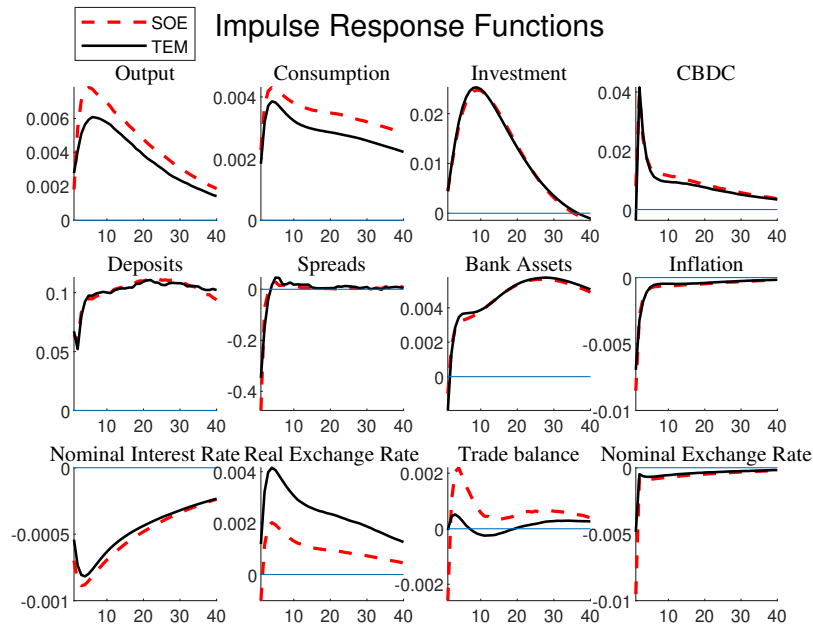 SOE
TEM
Impulse Response Functions
Output
0.006
0.004
0.002
0
10 20 30 40
Consumption
0.004
0.002
0
10 20 30 40
Investment
0.02
0.01
0
10 20 30 40
CBDC
0.04
0.02
0
10 20 30 40
Deposits
0.1
0.05
0
10 20 30 40
Spreads
0
-0.2
-0.4
10 20 30 40
Bank Assets
0.004
0.002
0
10 20 30 40
Inflation
0
-0.005
-0.01
10 20 30 40
Nominal Interest Rate
0
-0.0005
-0.001
10 20 30 40
Real Exchange Rate
0.004
0.002
0
10 20 30 40
Trade balance
0.002
0
-0.002
10 20 30 40
Nominal Exchange Rate
0
-0.005
-0.01
10 20 30 40